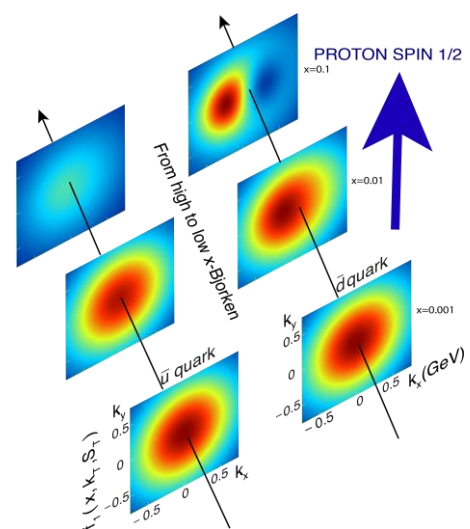 PROTON SPIN 1/2
x=0.1
From high to low x-Bjorken
x=0.01
d̄ quark
k_y
0.5
0
-0.5
x=0.001
k_x(GeV)
0.5
0
-0.5
ū quark
k_y
0.5
0
-0.5
k_x
0.5
0
-0.5
(x,k_T,S_T)